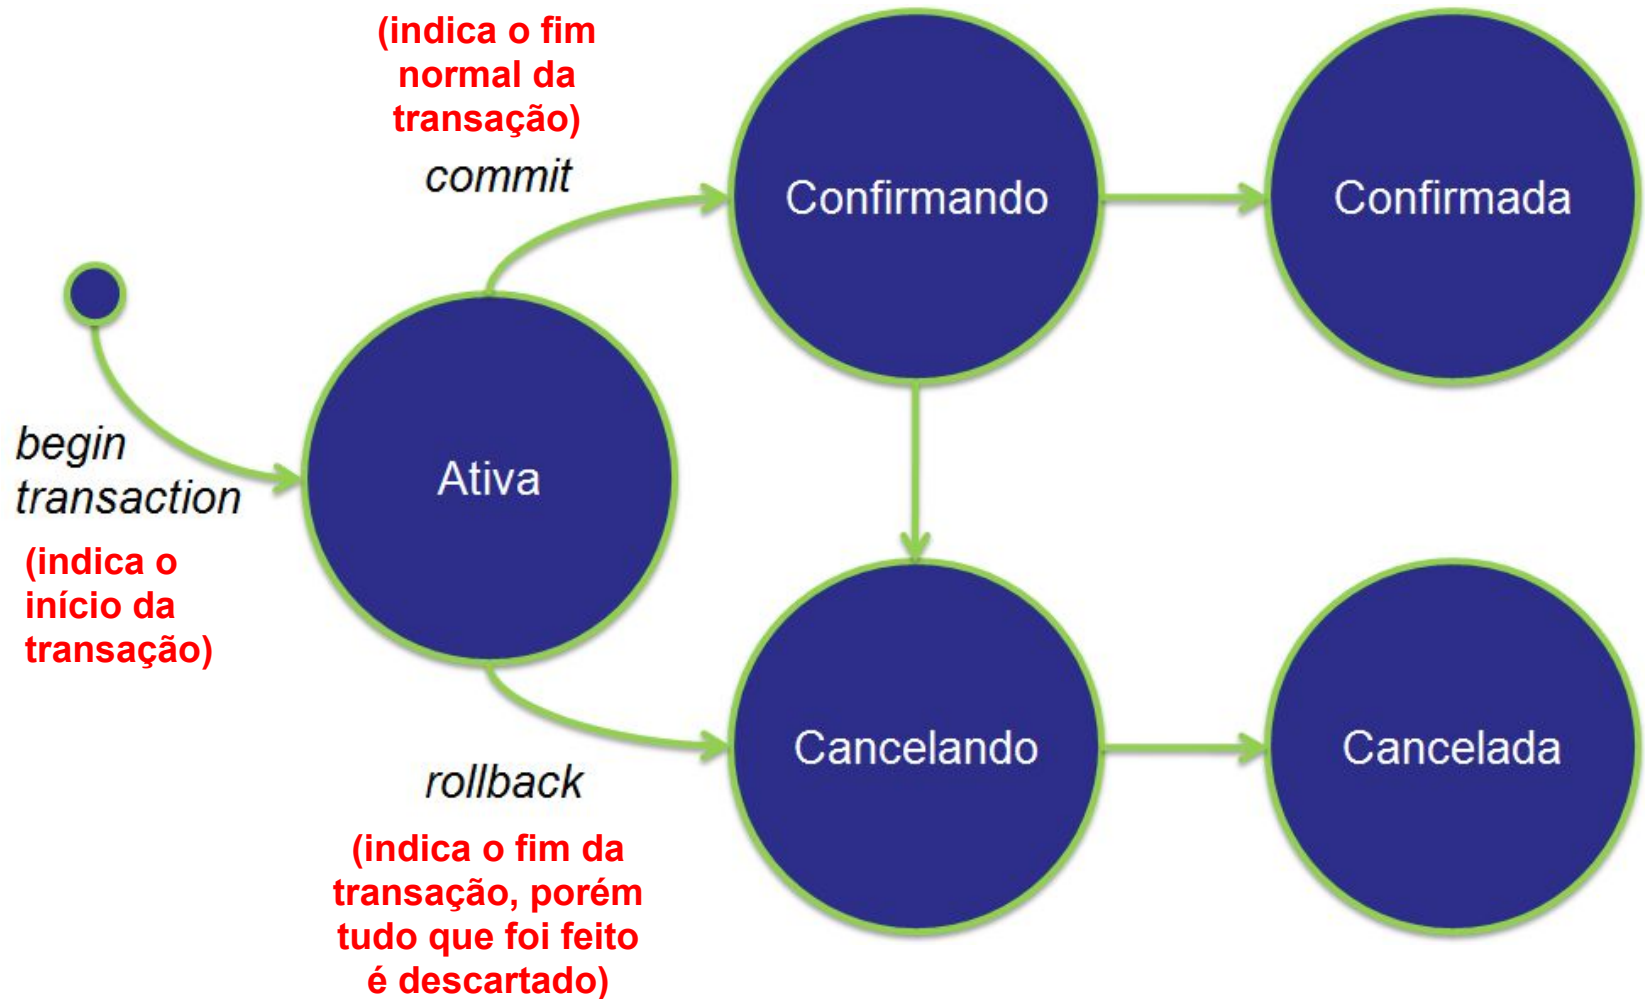 (indica o fim
normal da
transação)
commit
Confirmando
Confirmada
begin
transaction
(indica o
início da
transação)
Ativa
Cancelando
Cancelada
rollback
(indica o fim da
transação, porém
tudo que foi feito
é descartado)